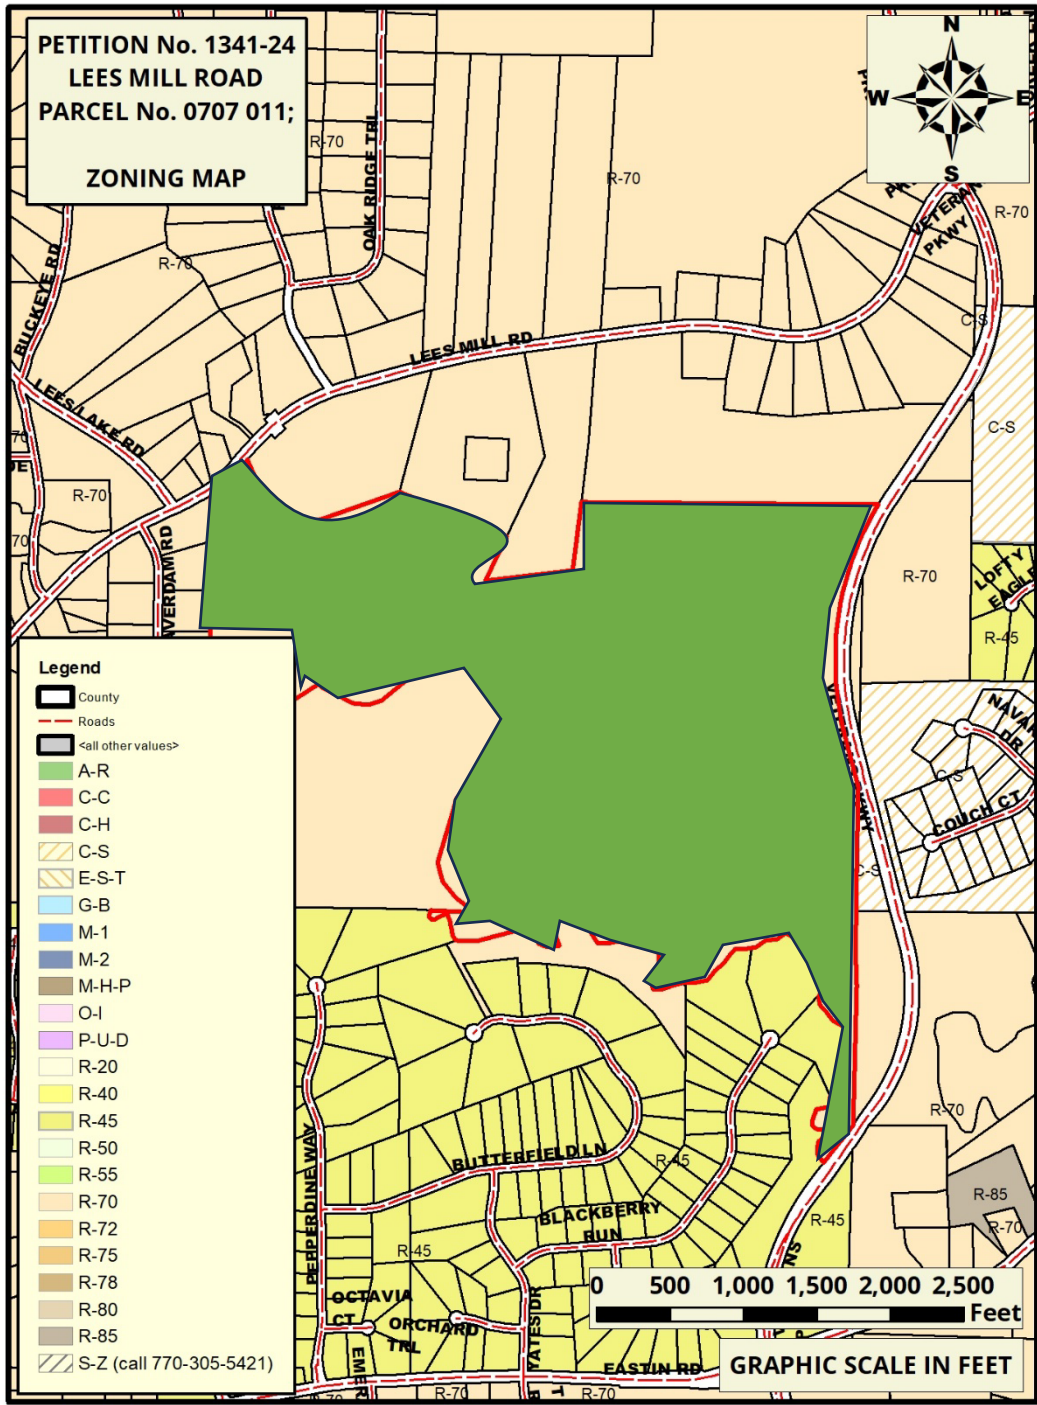 PETITION No. 1341-24
LEES MILL ROAD
PARCEL No. 0707 011;
ZONING MAP
N
W
E
S
OAK RIDGE TRL
R-70
R-70
R-70
R-70
VETERAN
PKWY
BUCKEYE RD
LEES MILL RD
C-S
LEES LAKE RD
C-S
R-70
R-70
LOFTY
EAGLE
R-45
VETERANS PKWY
C-S
COUCH CT
DR
C-S
Legend
County
Roads
<all other values>
A-R
C-C
C-H
C-S
E-S-T
G-B
M-1
M-2
M-H-P
O-I
P-U-D
R-20
R-40
R-45
R-50
R-55
R-70
R-72
R-75
R-78
R-80
R-85
S-Z (call 770-305-5421)
PEPPERDINE WAY
BUTTERFIELD LN
R-45
BLACKBERRY
RUN
R-45
R-45
R-70
R-85
R-70
OCTAVIA
CT
ORCHARD
TRL
YATES DR
EASTIN RD
R-70
R-70
0 500 1,000 1,500 2,000 2,500
Feet
GRAPHIC SCALE IN FEET